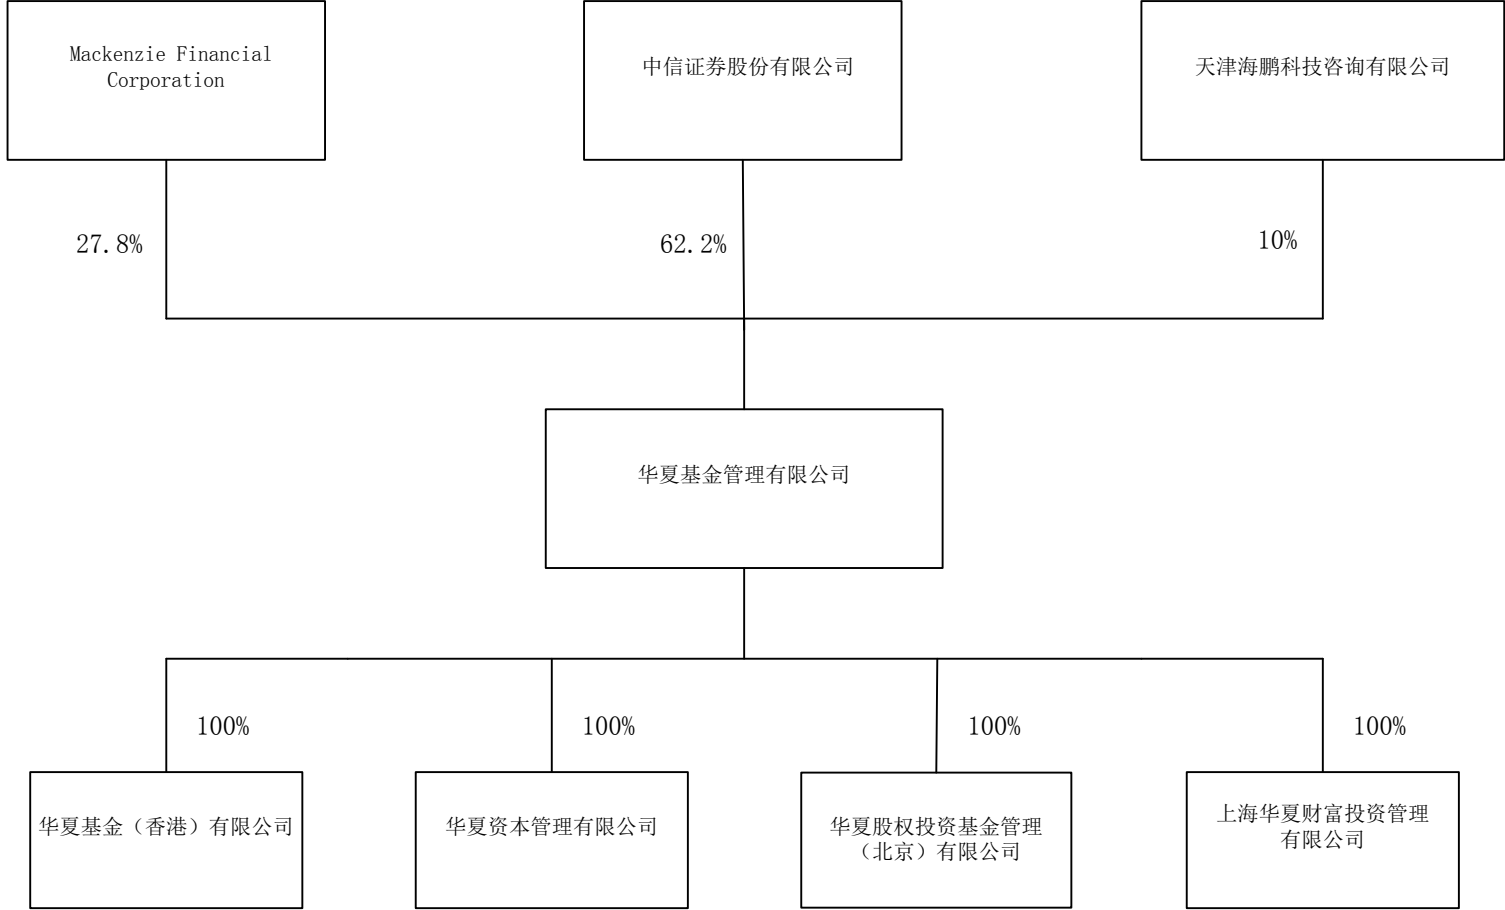 Mackenzie Financial
Corporation
中信证券股份有限公司
天津海鹏科技咨询有限公司
27.8%
62.2%
10%
华夏基金管理有限公司
100%
100%
100%
100%
华夏基金（香港）有限公司
华夏资本管理有限公司
华夏股权投资基金管理
（北京）有限公司
上海华夏财富投资管理
有限公司